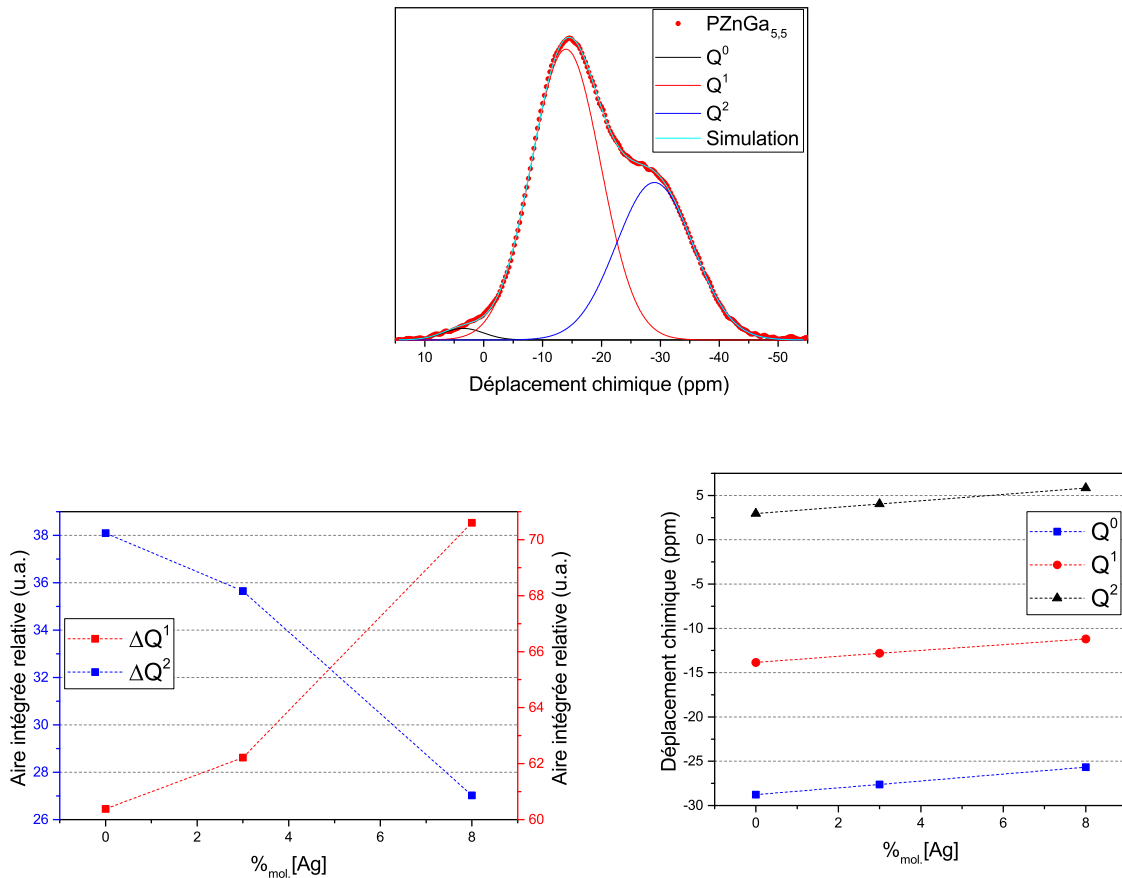 PZnGa5,5
Q0
Q1
Q2
Simulation
10 0 -10 -20 -30 -40 -50
Déplacement chimique (ppm)
Aire intégrée relative (u.a.)
38
36
34
32
30
28
26
ΔQ1
ΔQ2
70
68
66
64
62
60
Aire intégrée relative (u.a.)
0 2 4 6 8
%mol.[Ag]
Déplacement chimique (ppm)
5
0
-5
-10
-15
-20
-25
-30
Q0
Q1
Q2
0 2 4 6 8
%mol.[Ag]